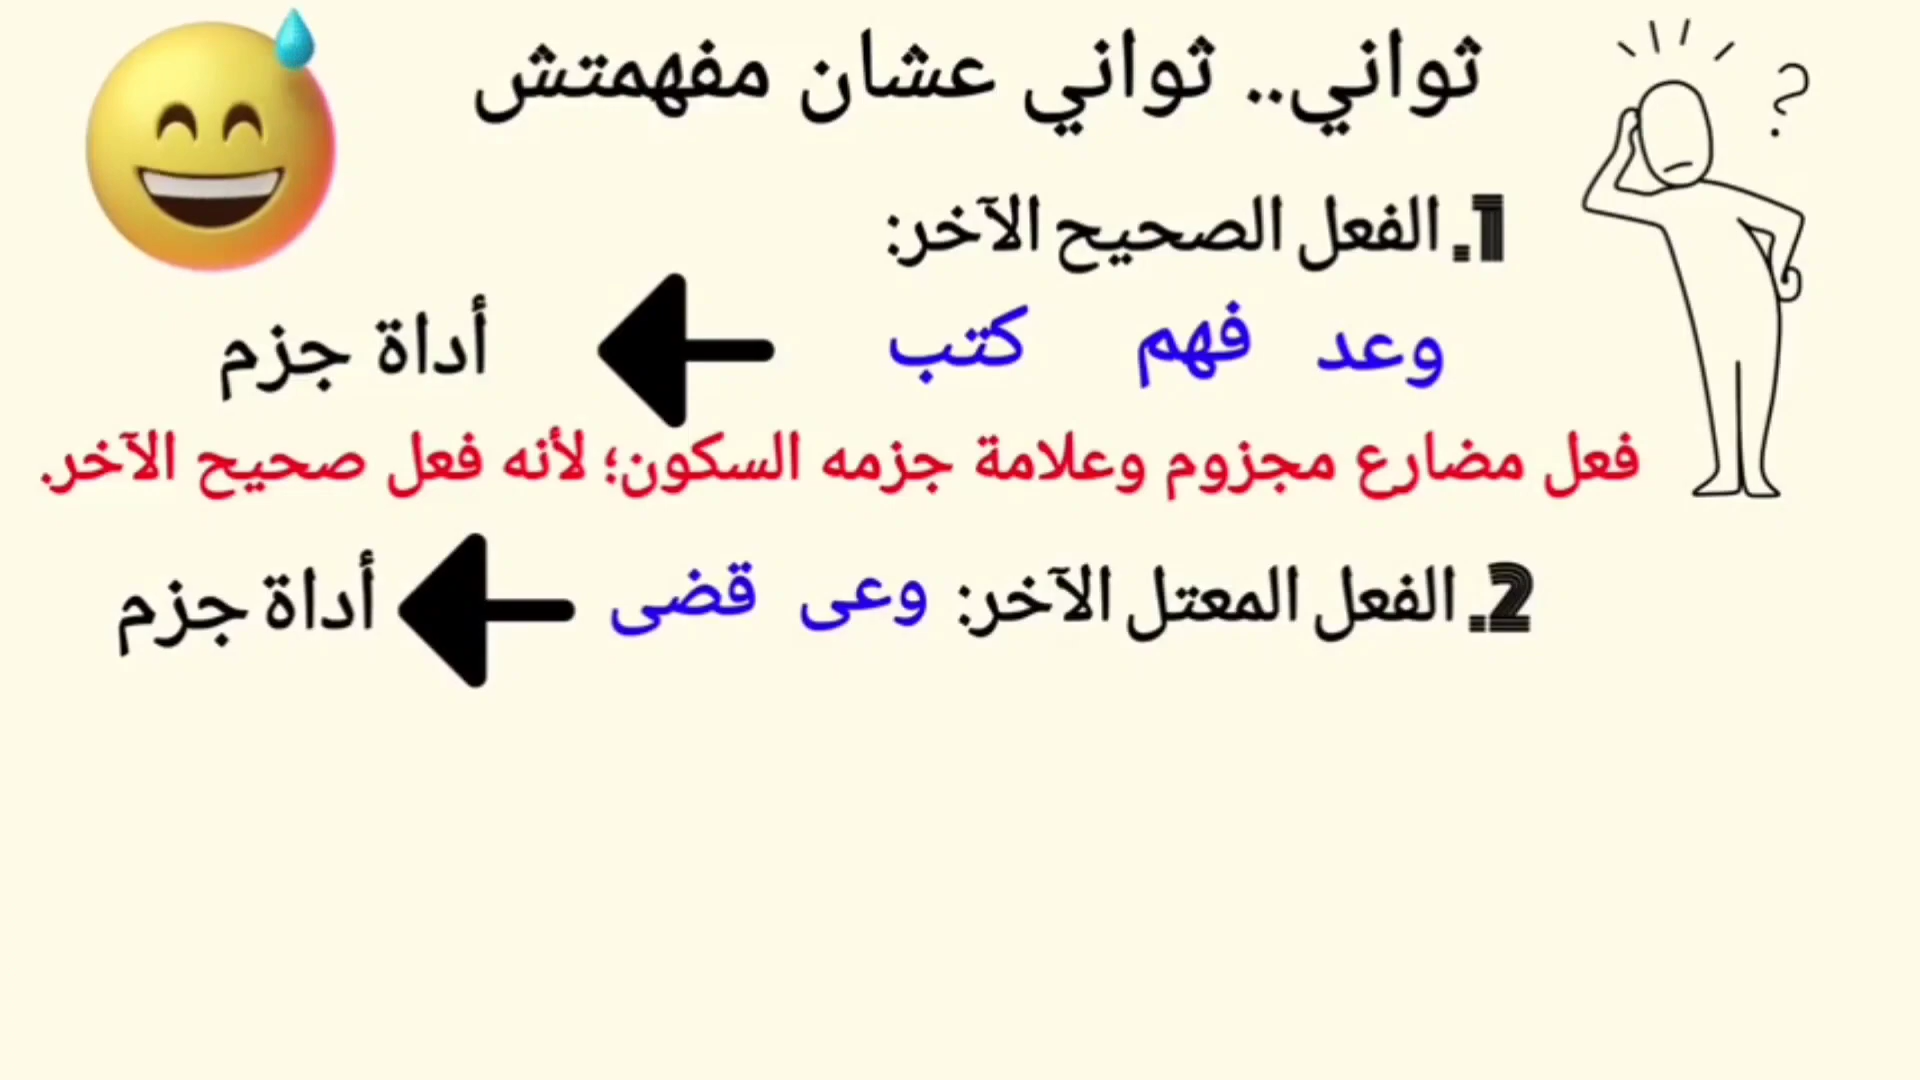 ثواني.. ثواني عشان مفهمتش
1. الفعل الصحيح الآخر:
وعد فهم كتب أداة جزم
فعل مضارع مجزوم وعلامة جزمه السكون؛ لأنه فعل صحيح الآخر.
2. الفعل المعتل الآخر: وعى قضى أداة جزم